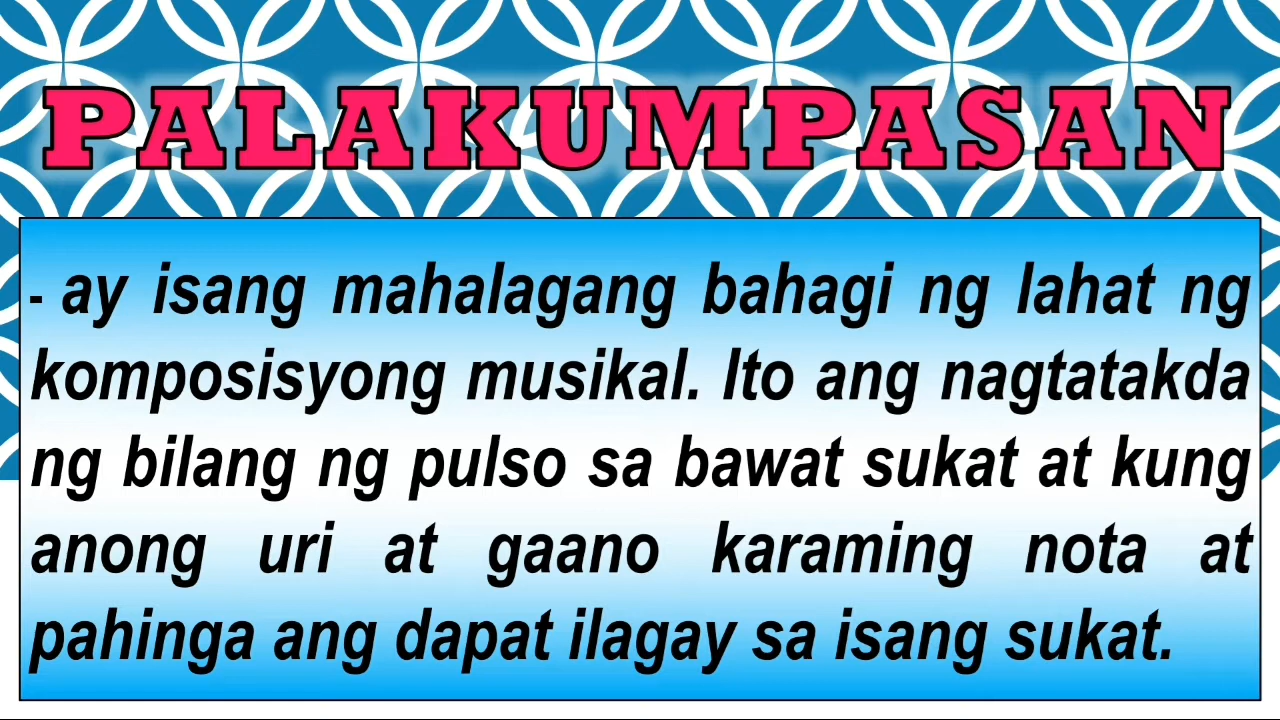 PALAKUMPASAN
- ay isang mahalagang bahagi ng lahat ng
komposisyong musikal. Ito ang nagtatakda
ng bilang ng pulso sa bawat sukat at kung
anong uri at gaano karaming nota at
pahinga ang dapat ilagay sa isang sukat.